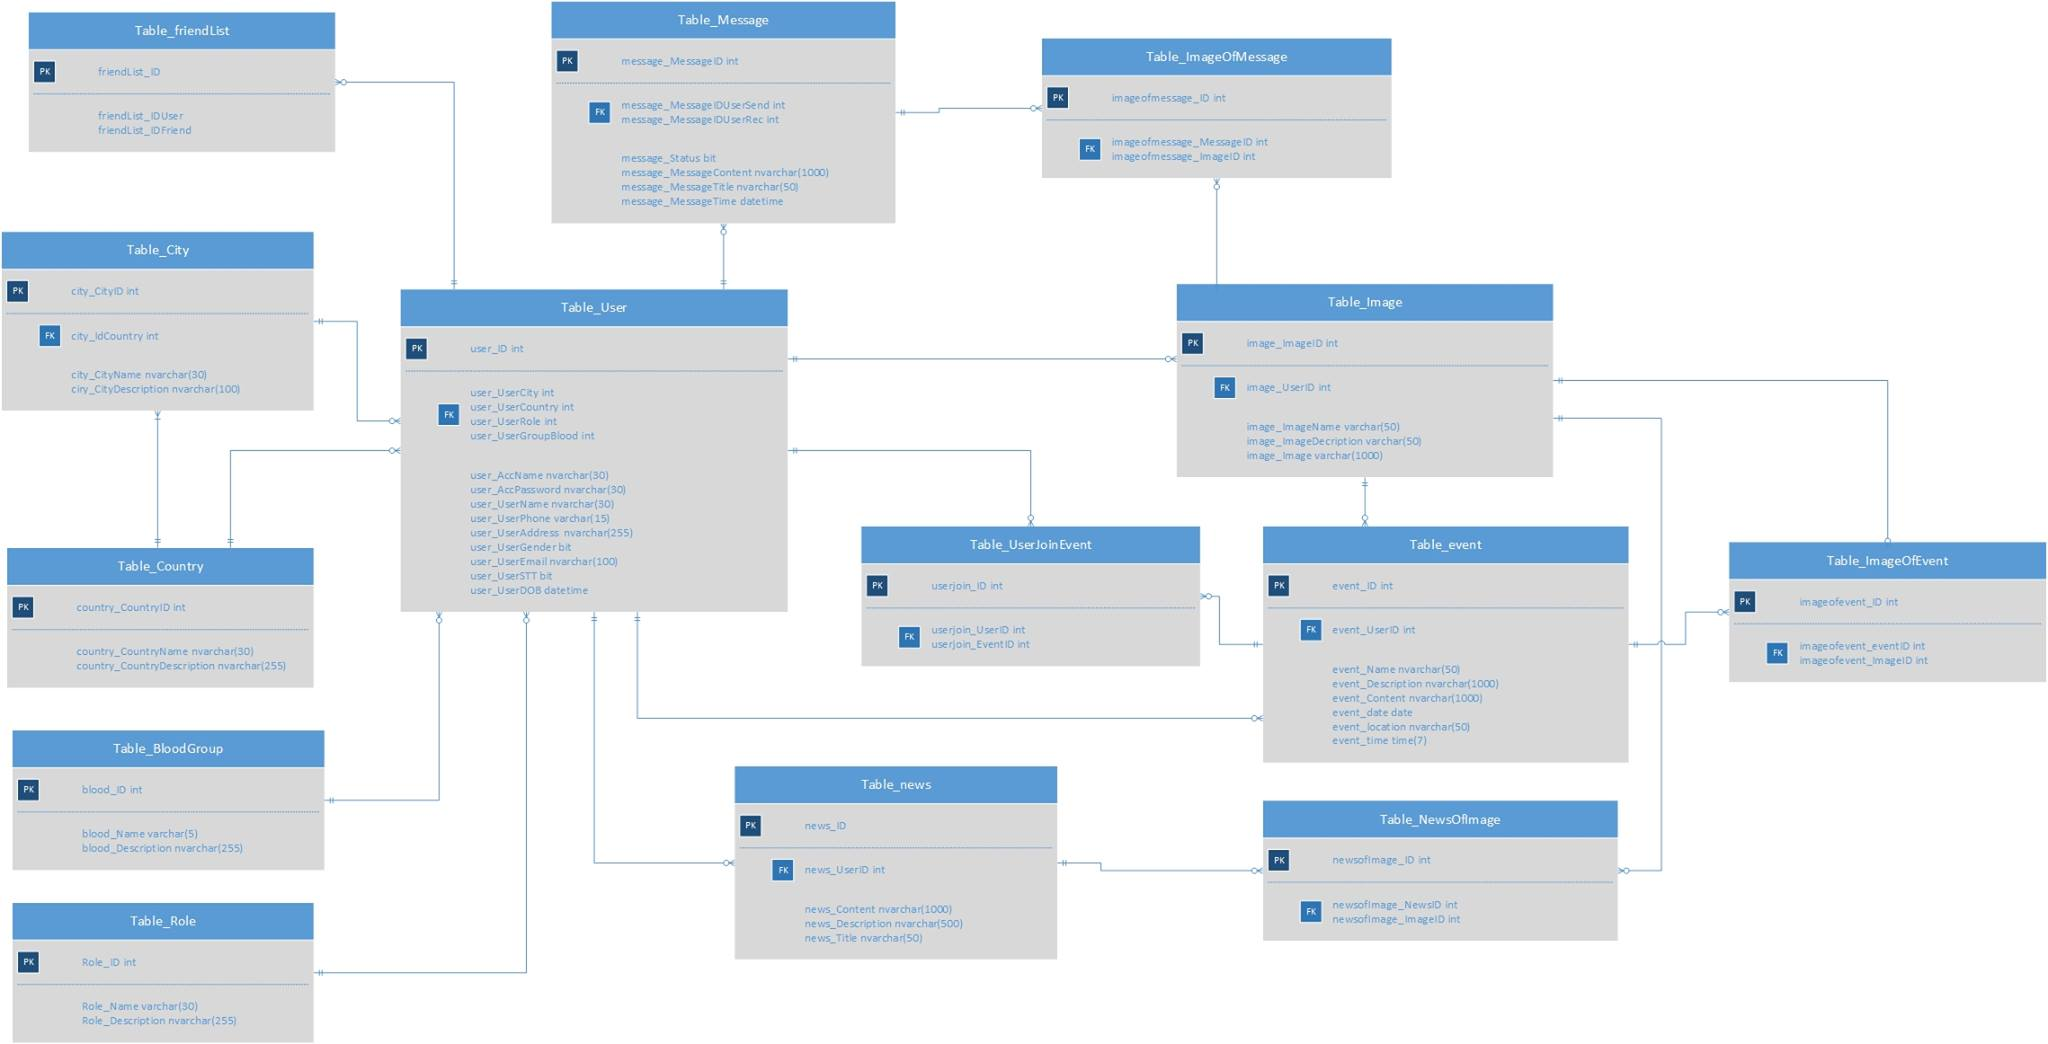 Table_friendList
PK
friendList_ID
friendList_IDUser
friendList_IDFriend
Table_Message
PK
message_MessageID int
FK
message_MessageIDUserSend int
message_MessageIDUserRec int
message_Status bit
message_MessageContent nvarchar(1000)
message_MessageTitle nvarchar(50)
message_MessageTime datetime
Table_ImageOfMessage
PK
imageofmessage_ID int
FK
imageofmessage_MessageID int
imageofmessage_ImageID int
Table_City
PK
city_CityID int
FK
city_IdCountry int
city_CityName nvarchar(30)
ciry_CityDescription nvarchar(100)
Table_User
PK
user_ID int
FK
user_UserCity int
user_UserCountry int
user_UserRole int
user_UserGroupBlood int
user_AccName nvarchar(30)
user_AccPassword nvarchar(30)
user_UserName nvarchar(30)
user_UserPhone varchar(15)
user_UserAddress nvarchar(255)
user_UserGender bit
user_UserEmail nvarchar(100)
user_UserSTT bit
user_UserDOB datetime
Table_Image
PK
image_ImageID int
FK
image_UserID int
image_ImageName varchar(50)
image_ImageDecription varchar(50)
image_Image varchar(1000)
Table_Country
PK
country_CountryID int
country_CountryName nvarchar(30)
country_CountryDescription nvarchar(255)
Table_UserJoinEvent
PK
userjoin_ID int
FK
userjoin_UserID int
userjoin_EventID int
Table_event
PK
event_ID int
FK
event_UserID int
event_Name nvarchar(50)
event_Description nvarchar(1000)
event_Content nvarchar(1000)
event_date date
event_location nvarchar(50)
event_time time(7)
Table_ImageOfEvent
PK
imageofevent_ID int
FK
imageofevent_eventID int
imageofevent_ImageID int
Table_BloodGroup
PK
blood_ID int
blood_Name varchar(5)
blood_Description nvarchar(255)
Table_news
PK
news_ID
FK
news_UserID int
news_Content nvarchar(1000)
news_Description nvarchar(500)
news_Title nvarchar(50)
Table_NewsOfImage
PK
newsofImage_ID int
FK
newsofImage_NewsID int
newsofImage_ImageID int
Table_Role
PK
Role_ID int
Role_Name varchar(30)
Role_Description nvarchar(255)